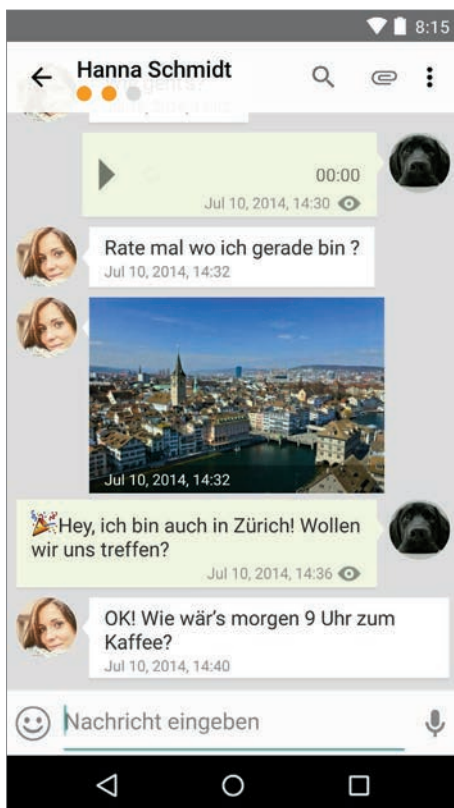 8:15
Hanna Schmidt
00:00
Jul 10, 2014, 14:30
Rate mal wo ich gerade bin ?
Jul 10, 2014, 14:32
Jul 10, 2014, 14:32
Hey, ich bin auch in Zürich! Wollen
wir uns treffen?
Jul 10, 2014, 14:36
OK! Wie wär’s morgen 9 Uhr zum
Kaffee?
Jul 10, 2014, 14:40
Nachricht eingeben